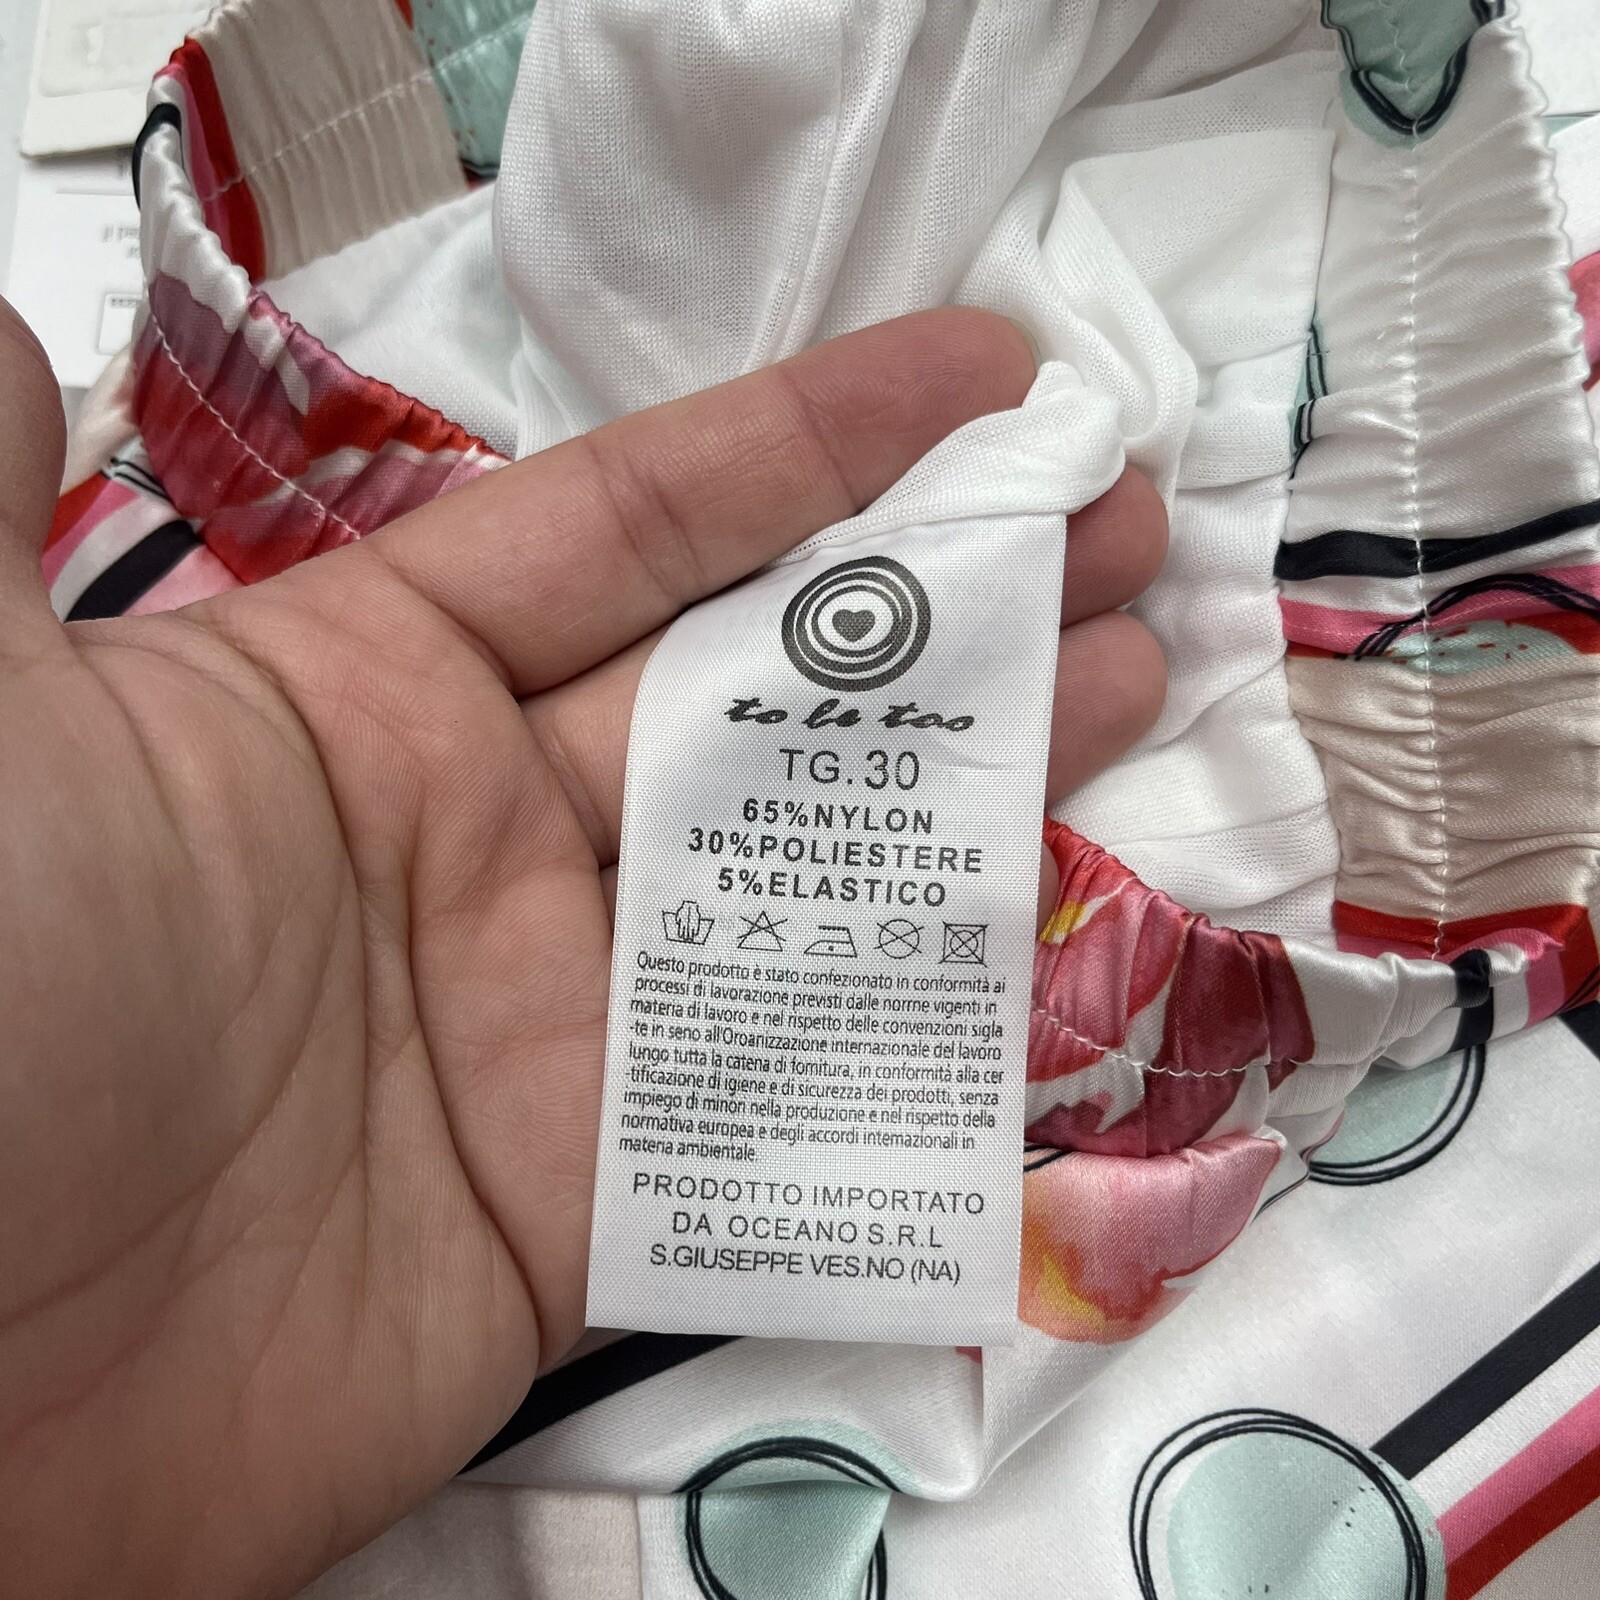 to be too
TG. 30
65%NYLON
30%POLIESTERE
5%ELASTICO
Questo prodotto è stato confezionato in conformità ai
processi di lavorazione previsti dalle norme vigenti in
materia di lavoro e nel rispetto delle convenzioni sigla
-te in seno all'Oroanizzazione internazionale del lavoro
lungo tutta la catena di fornitura, in conformità alla cer
tificazione di igiene e di sicurezza dei prodotti, senza
impiego di minori nella produzione e nel rispetto della
normativa europea e degli accordi internazionali in
materia ambientale.
PRODOTTO IMPORTATO
DA OCEANO S.R.L
S.GIUSEPPE VES.NO (NA)